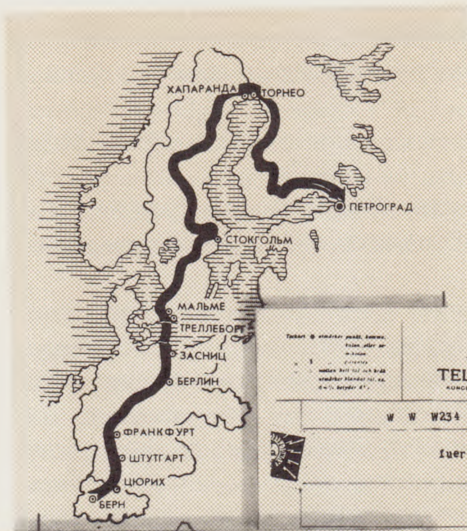 ХАПАРАНДА
ТОРНЕО
ПЕТРОГРАД
СТОКГОЛЬМ
МАЛЬМЕ
ТРЕЛЛЕБОРГ
ЗАСНИЦ
БЕРЛИН
ФРАНКФУРТ
ШТУТГАРТ
ЦЮРИХ
БЕРН
TEL
W W W234
fuer